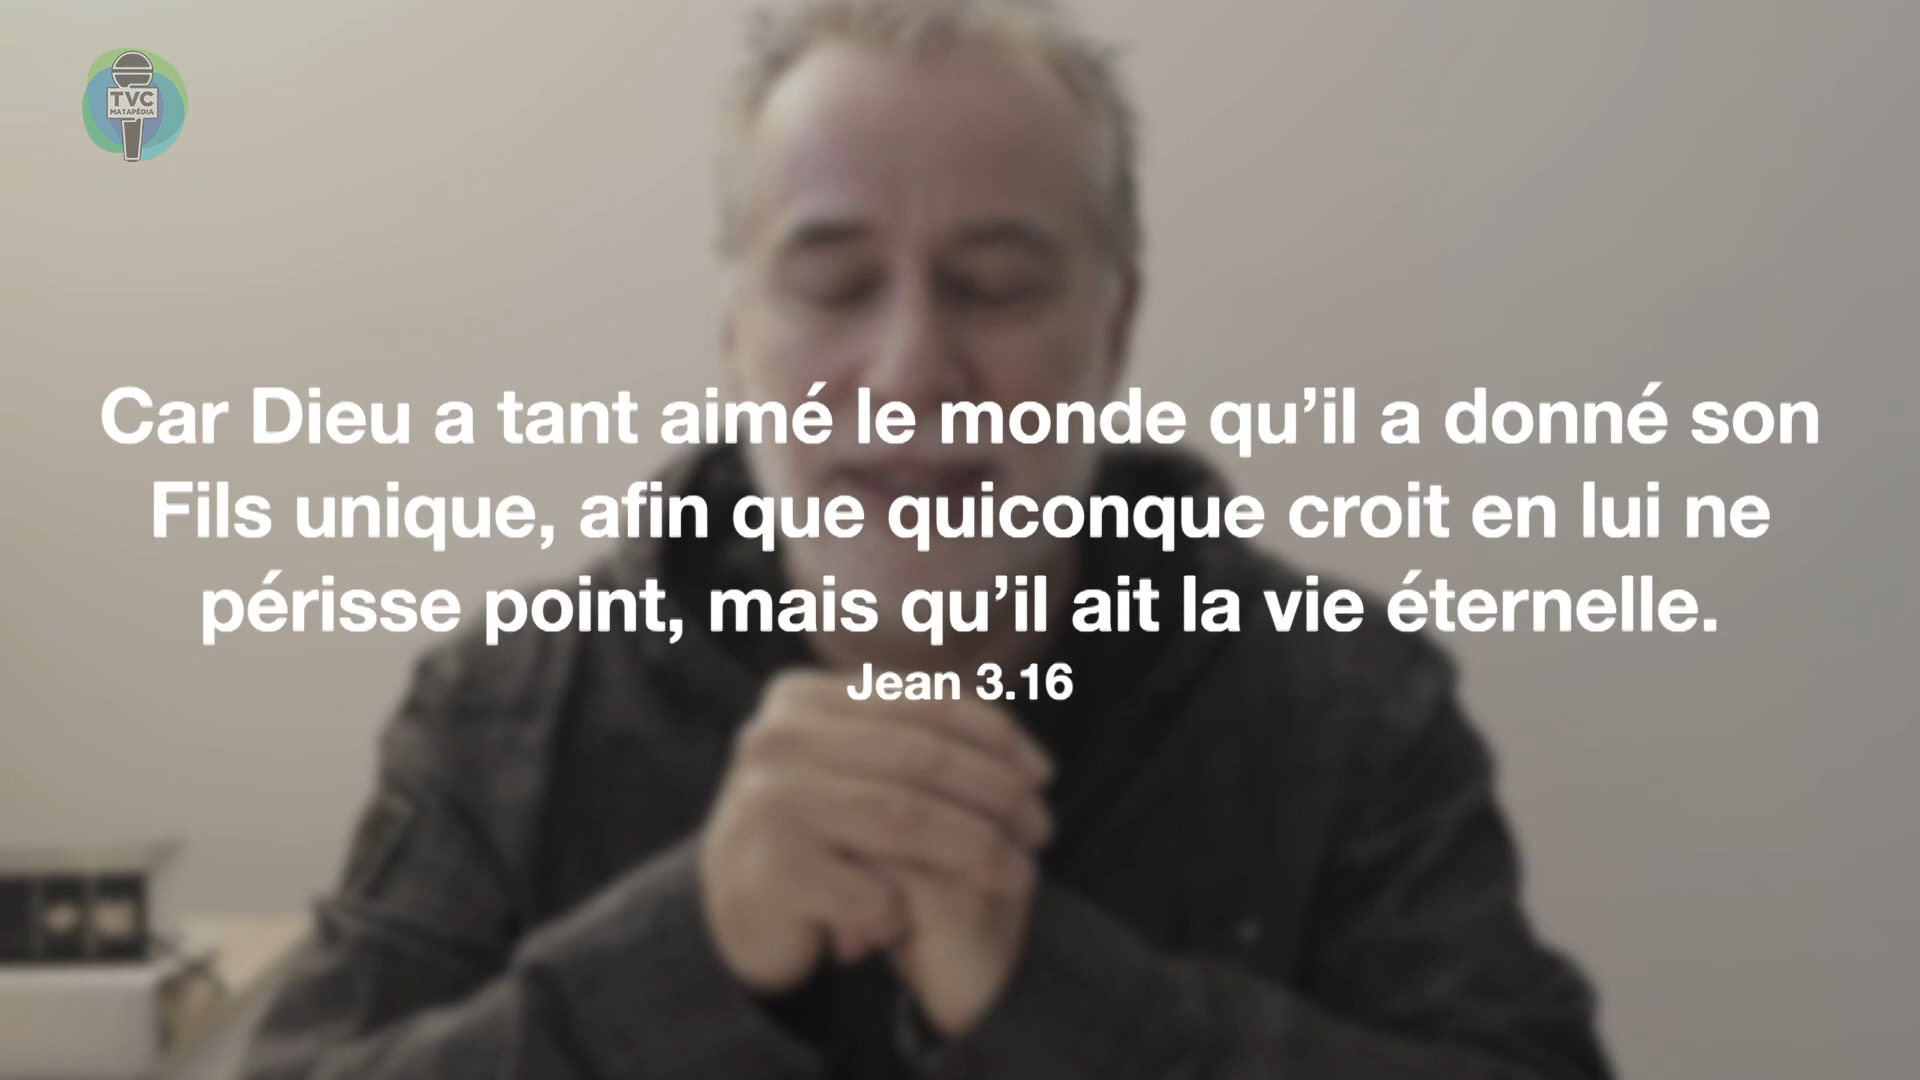 TVC
MATAPÉDIA
Car Dieu a tant aimé le monde qu’il a donné son
Fils unique, afin que quiconque croit en lui ne
périsse point, mais qu’il ait la vie éternelle.
Jean 3.16